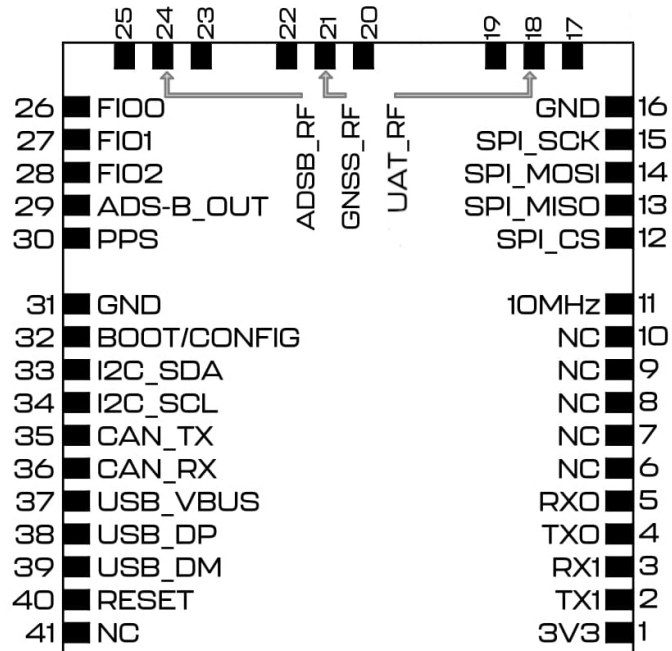 25 24 23 22 21 20 19 18 17
ADSB_RF
GNSS_RF
UAT_RF
26 FIO0
27 FIO1
28 FIO2
29 ADS-B_OUT
30 PPS
31 GND
32 BOOT/CONFIG
33 I2C_SDA
34 I2C_SCL
35 CAN_TX
36 CAN_RX
37 USB_VBUS
38 USB_DP
39 USB_DM
40 RESET
41 NC
GND 16
SPI_SCK 15
SPI_MOSI 14
SPI_MISO 13
SPI_CS 12
10MHz 11
NC 10
NC 9
NC 8
NC 7
NC 6
RX0 5
TX0 4
RX1 3
TX1 2
3V3 1